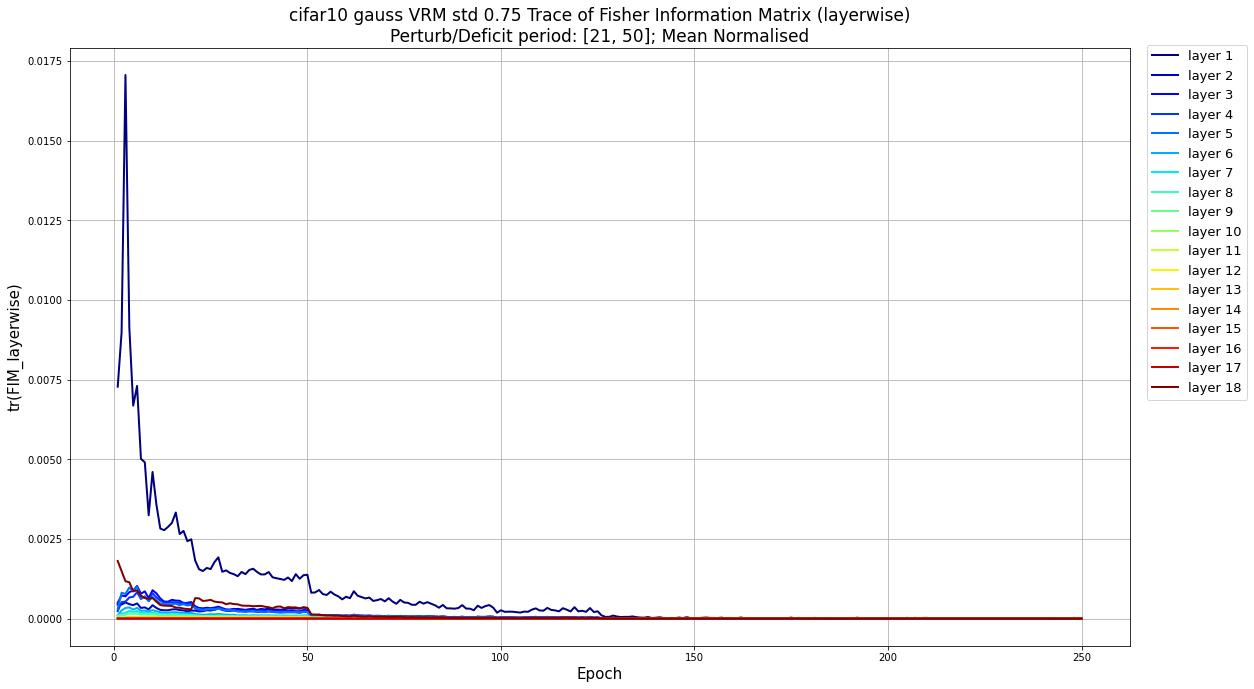 cifar10 gauss VRM std 0.75 Trace of Fisher Information Matrix (layerwise)
Perturb/Deficit period: [21, 50]; Mean Normalised
tr(FIM_layerwise)
0.0175
0.0150
0.0125
0.0100
0.0075
0.0050
0.0025
0.0000
0
50
100
150
200
250
Epoch
layer 1
layer 2
layer 3
layer 4
layer 5
layer 6
layer 7
layer 8
layer 9
layer 10
layer 11
layer 12
layer 13
layer 14
layer 15
layer 16
layer 17
layer 18